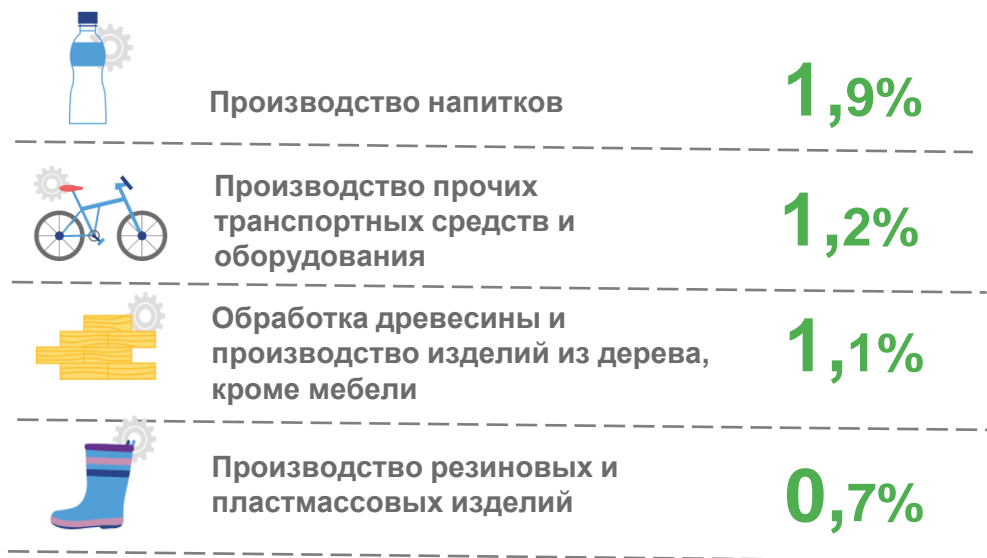 Производство напитков
1,9%
Производство прочих
транспортных средств и
оборудования
1,2%
Обработка древесины и
производство изделий из дерева,
кроме мебели
1,1%
Производство резиновых и
пластмассовых изделий
0,7%